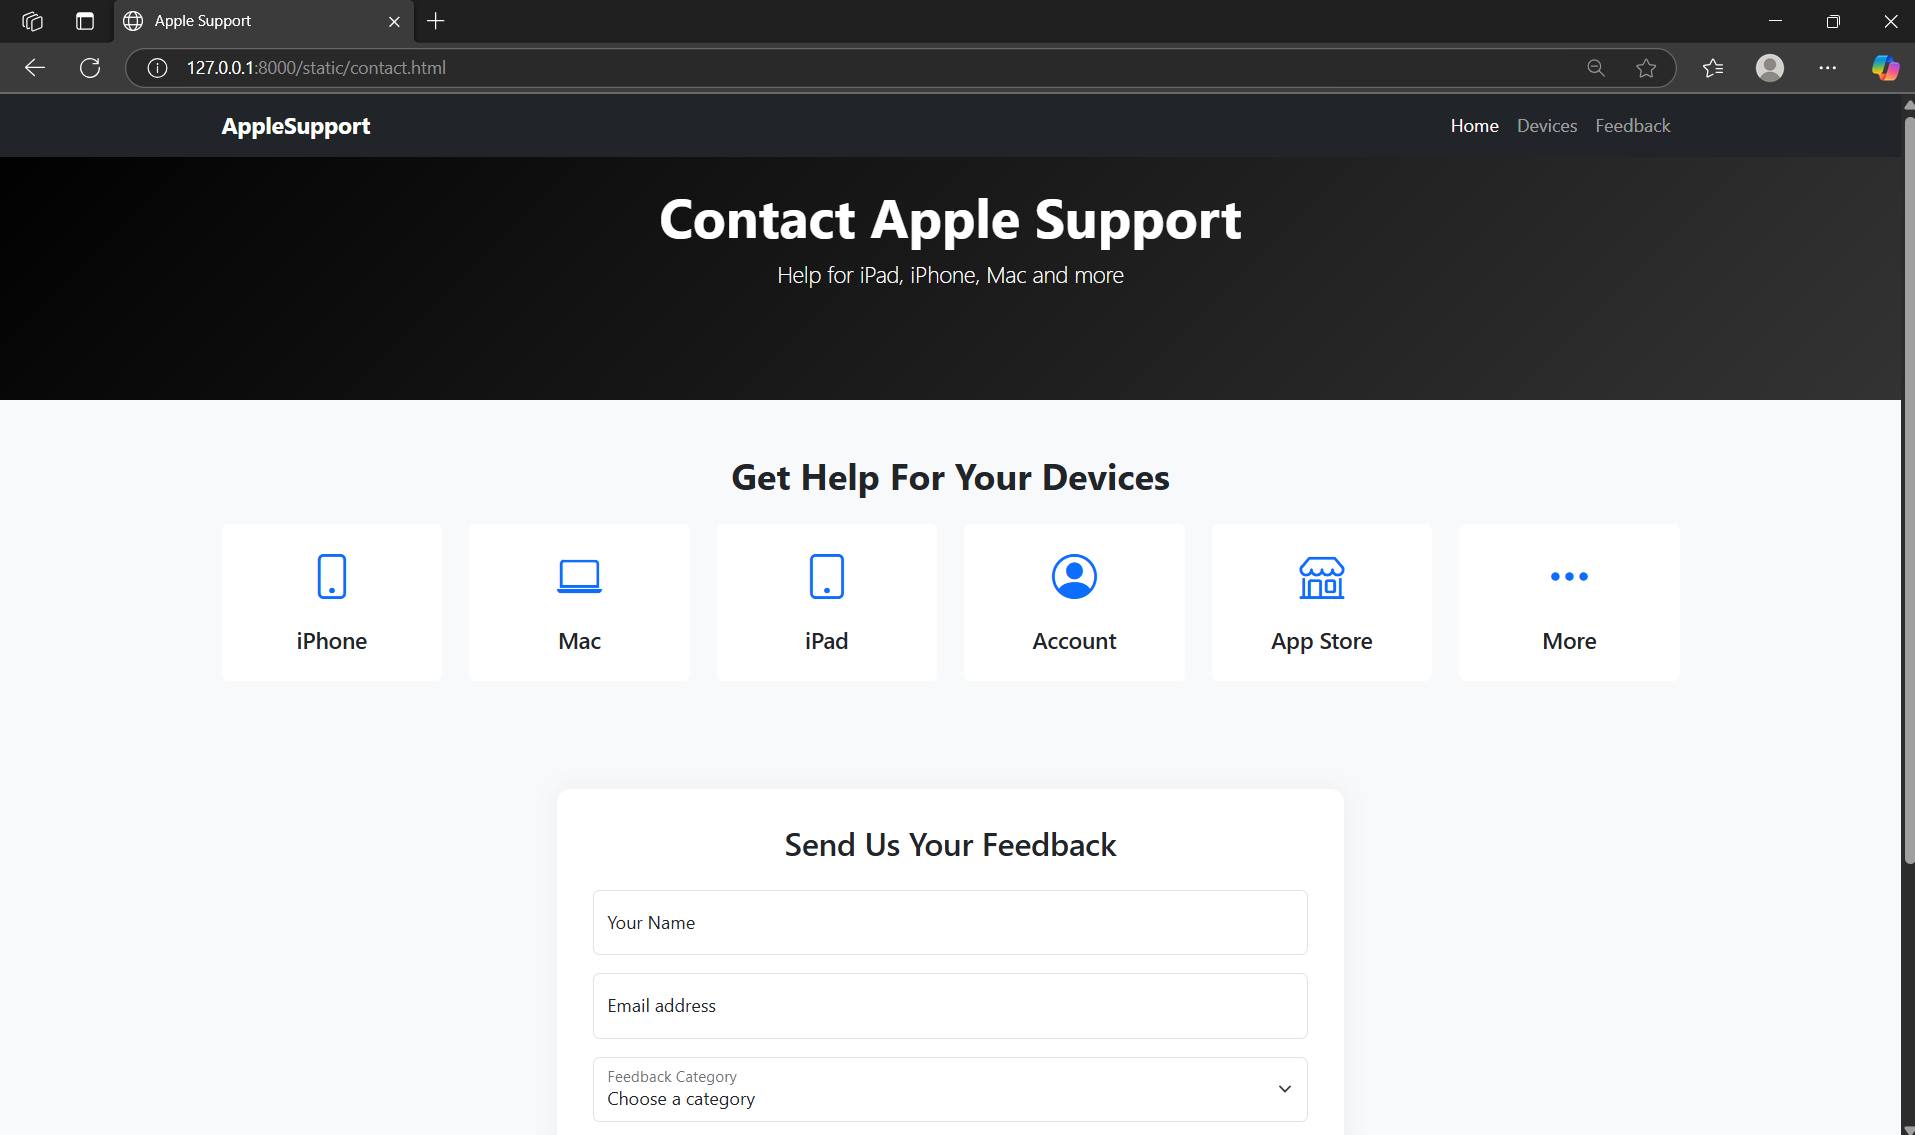 Apple Support
127.0.0.1:8000/static/contact.html
AppleSupport
Home Devices Feedback
Contact Apple Support
Help for iPad, iPhone, Mac and more
Get Help For Your Devices
iPhone Mac iPad Account App Store More
Send Us Your Feedback
Your Name
Email address
Feedback Category
Choose a category